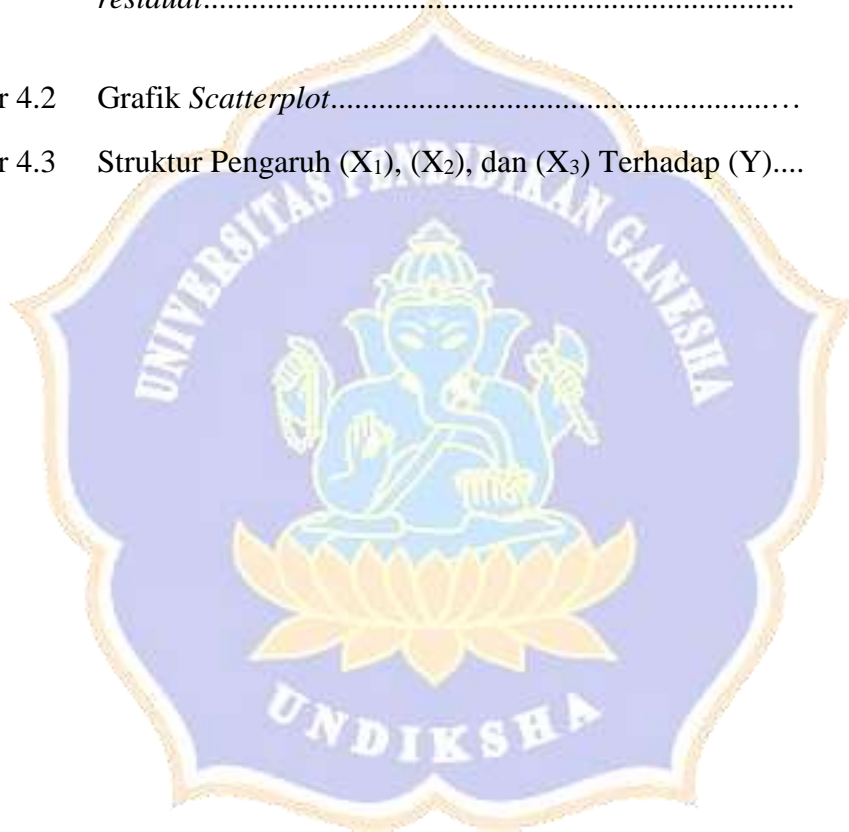 residual..........................................................................
r 4.2 Grafik Scatterplot.......................................................…
r 4.3 Struktur Pengaruh (X₁), (X₂), dan (X₃) Terhadap (Y)....
UNIVERSITAS PENDIDIKAN GANESHA
UNDIKSHA